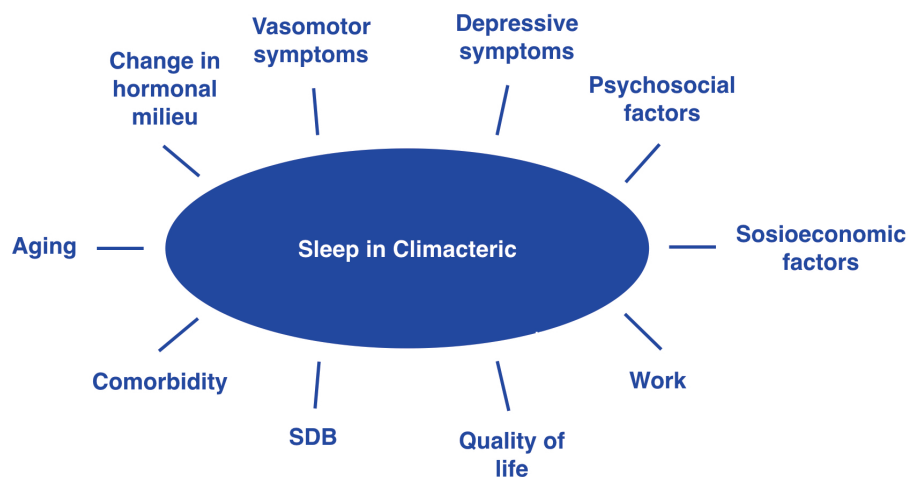 Vasomotor
symptoms
Depressive
symptoms
Change in
hormonal
milieu
Psychosocial
factors
Aging
Sleep in Climacteric
Sosioeconomic
factors
Comorbidity
Work
SDB
Quality of
life